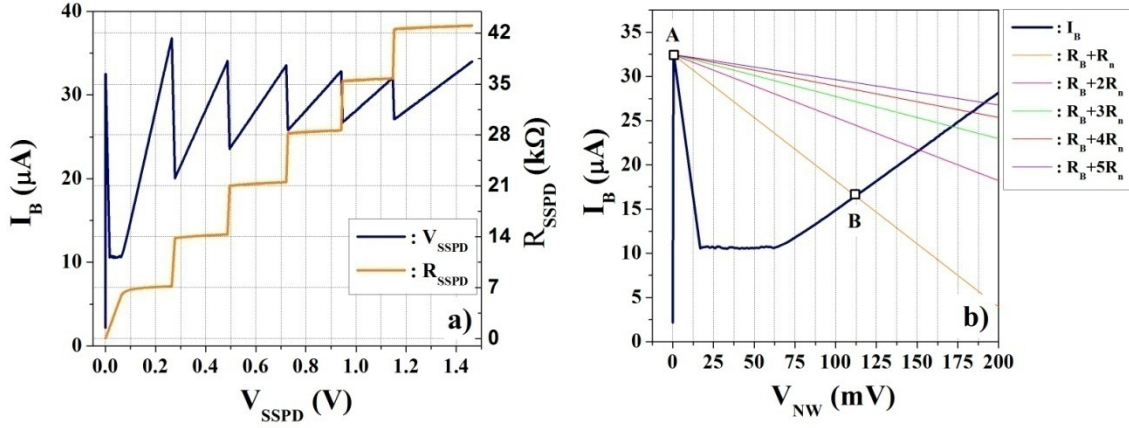 I_B (μA)
40
30
20
10
0
0.0 0.2 0.4 0.6 0.8 1.0 1.2 1.4
V_SSPD (V)
42
35
28
21
14
7
0
R_SSPD (kΩ)
: V_SSPD
: R_SSPD
a)
I_B (μA)
35
30
25
20
15
10
5
0
0 25 50 75 100 125 150 175 200
V_NW (mV)
A
B
b)
: I_B
: R_B+R_n
: R_B+2R_n
: R_B+3R_n
: R_B+4R_n
: R_B+5R_n